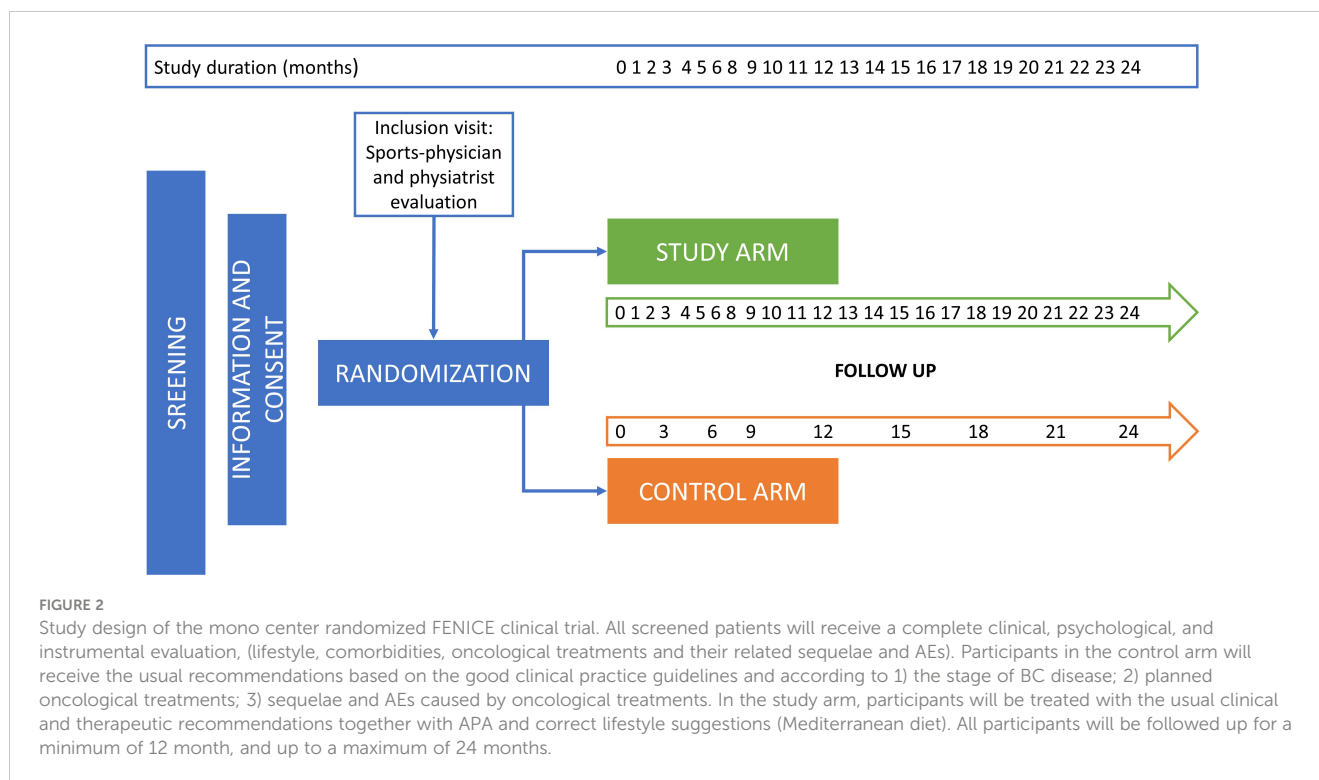 Study duration (months) 0 1 2 3 4 5 6 8 9 10 11 12 13 14 15 16 17 18 19 20 21 22 23 24
Inclusion visit:
Sports-physician
and physiatrist
evaluation
SREENING
INFORMATION AND
CONSENT
RANDOMIZATION
STUDY ARM
0 1 2 3 4 5 6 8 9 10 11 12 13 14 15 16 17 18 19 20 21 22 23 24
FOLLOW UP
0 3 6 9 12 15 18 21 24
CONTROL ARM
FIGURE 2
Study design of the mono center randomized FENICE clinical trial. All screened patients will receive a complete clinical, psychological, and
instrumental evaluation, (lifestyle, comorbidities, oncological treatments and their related sequelae and AEs). Participants in the control arm will
receive the usual recommendations based on the good clinical practice guidelines and according to 1) the stage of BC disease; 2) planned
oncological treatments; 3) sequelae and AEs caused by oncological treatments. In the study arm, participants will be treated with the usual clinical
and therapeutic recommendations together with APA and correct lifestyle suggestions (Mediterranean diet). All participants will be followed up for a
minimum of 12 month, and up to a maximum of 24 months.